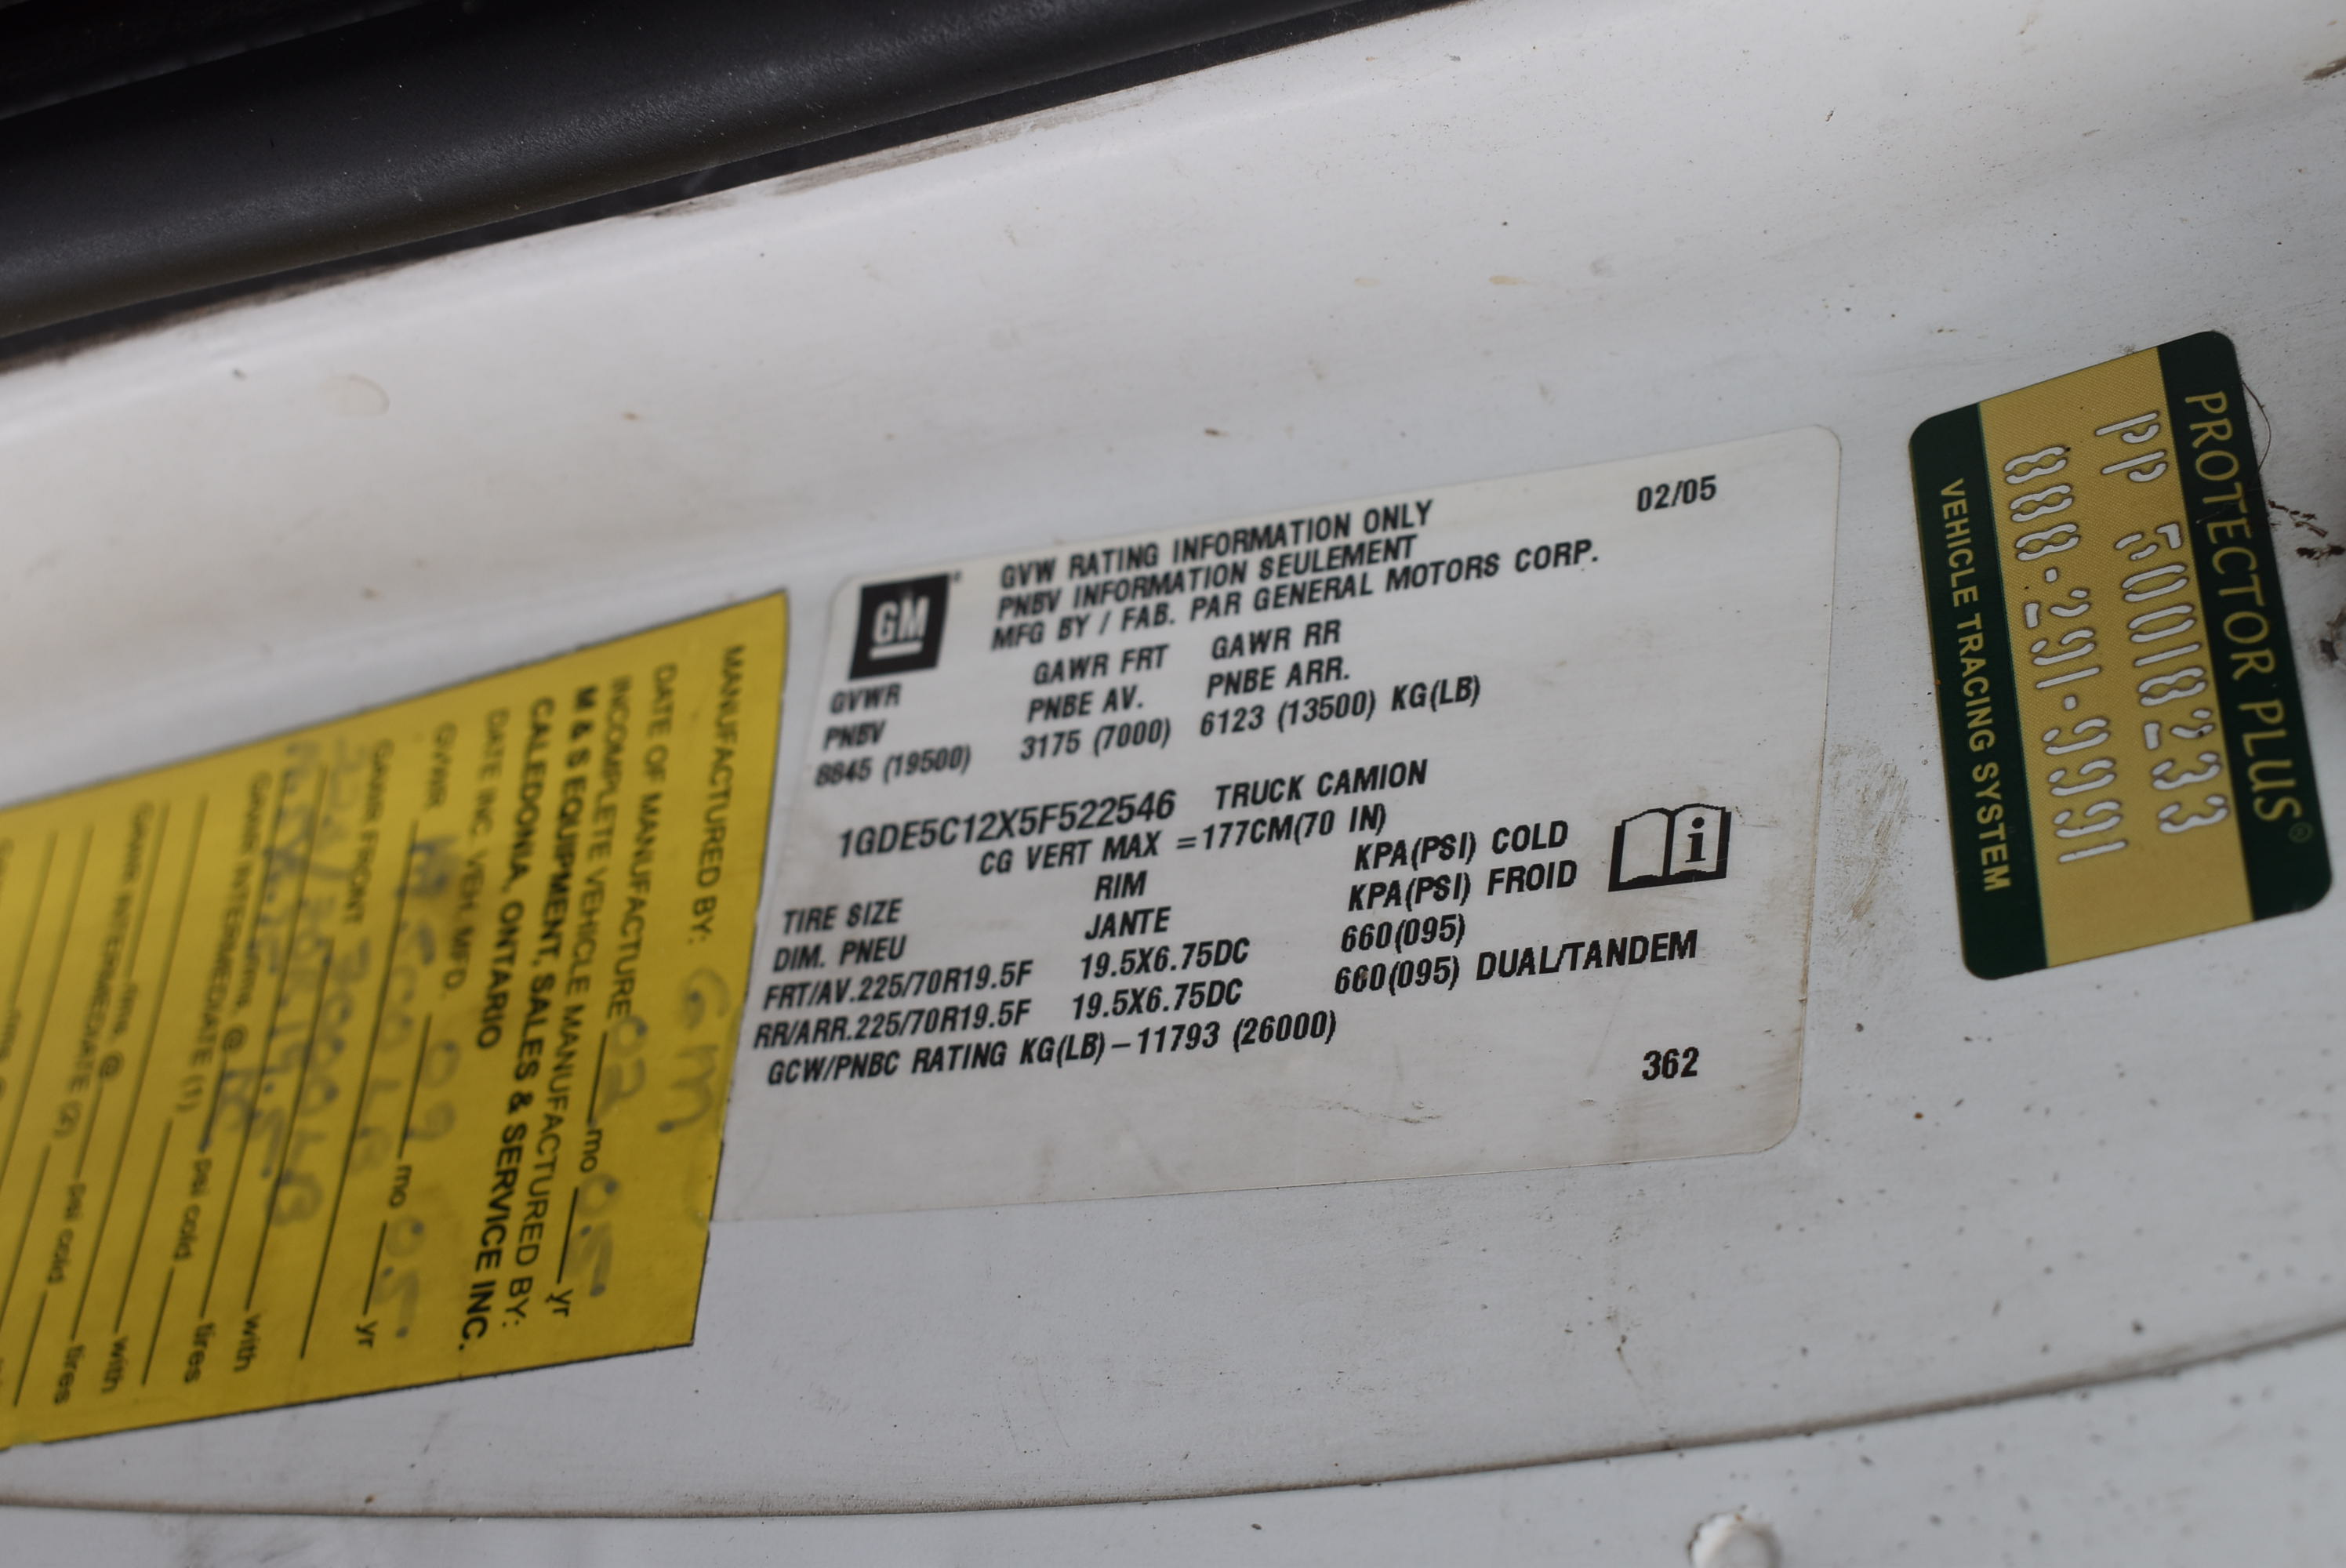 GM
GVW RATING INFORMATION ONLY 02/05
PNBV INFORMATION SEULEMENT
MFG BY / FAB. PAR GENERAL MOTORS CORP.
GVWR GAWR FRT GAWR RR
PNBV PNBE AV. PNBE ARR.
8845 (19500) 3175 (7000) 6123 (13500) KG(LB)
1GDE5C12X5F522546 TRUCK CAMION
CG VERT MAX =177CM(70 IN)
TIRE SIZE RIM KPA(PSI) COLD
DIM. PNEU JANTE KPA(PSI) FROID
FRT/AV.225/70R19.5F 19.5X6.75DC 660(095)
RR/ARR.225/70R19.5F 19.5X6.75DC 660(095) DUAL/TANDEM
GCW/PNBC RATING KG(LB)–11793 (26000)
362
MANUFACTURED BY: GM
DATE OF MANUFACTURE 02 mo 05 yr
INCOMPLETE VEHICLE MANUFACTURED BY:
M & S EQUIPMENT, SALES & SERVICE INC.
CALEDONIA, ONTARIO
DATE INC. VEH. MFD. 09 mo 05 yr
GVWR
GAWR FRONT
with
GAWR INTERMEDIATE (1)
tires
with
GAWR INTERMEDIATE (2)
psi cold
tires
psi cold
PROTECTOR PLUS®
PP 50018233
888-291-9991
VEHICLE TRACING SYSTEM